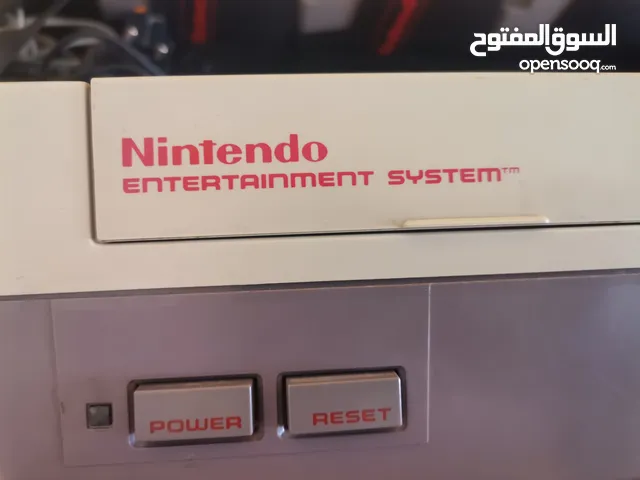 السوق المفتوح
opensooq.com
Nintendo
ENTERTAINMENT SYSTEM™
POWER
RESET